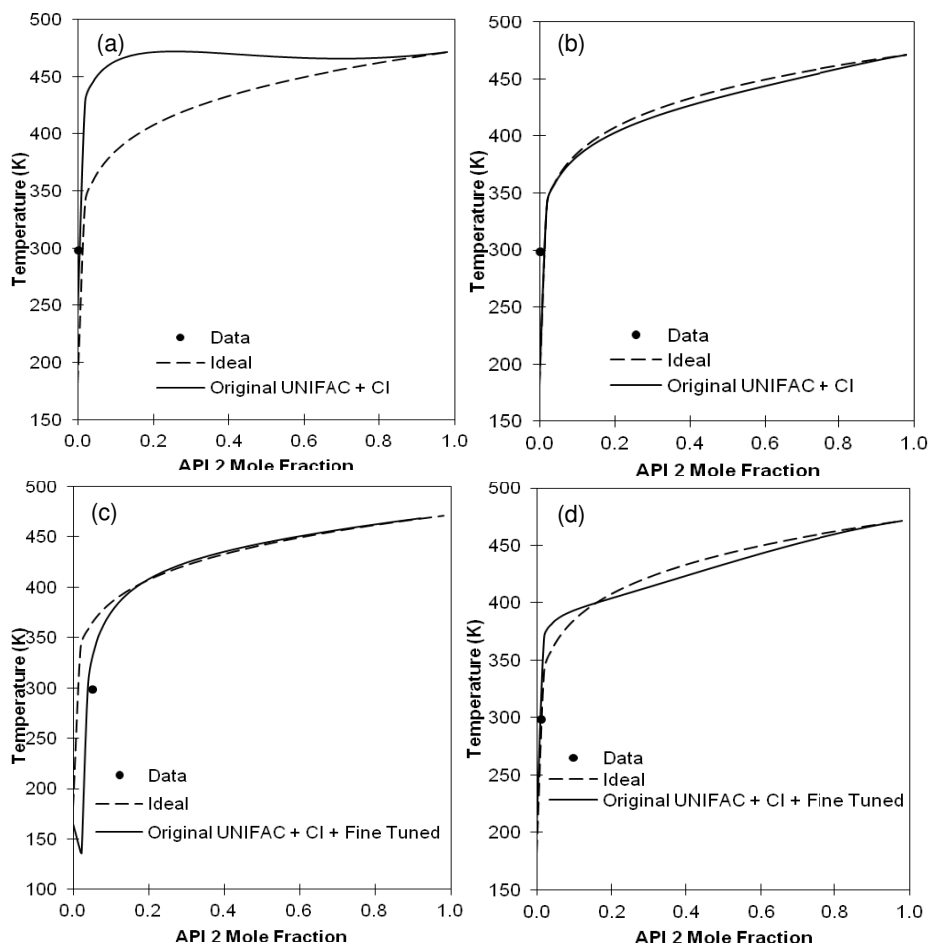 500
450
400
350
300
250
200
150
Temperature (K)
(a)
Data
Ideal
Original UNIFAC + CI
0.0 0.2 0.4 0.6 0.8 1.0
API 2 Mole Fraction
500
450
400
350
300
250
200
150
Temperature (K)
(b)
Data
Ideal
Original UNIFAC + CI
0.0 0.2 0.4 0.6 0.8 1.0
API 2 Mole Fraction
500
450
400
350
300
250
200
150
100
Temperature (K)
(c)
Data
Ideal
Original UNIFAC + CI + Fine Tuned
0.0 0.2 0.4 0.6 0.8 1.0
API 2 Mole Fraction
500
450
400
350
300
250
200
150
Temperature (K)
(d)
Data
Ideal
Original UNIFAC + CI + Fine Tuned
0.0 0.2 0.4 0.6 0.8 1.0
API 2 Mole Fraction